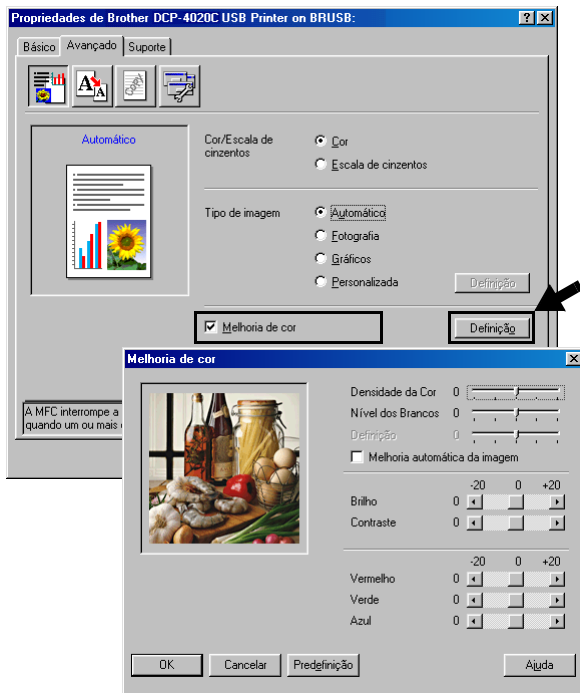 Propriedades de Brother DCP-4020C USB Printer on BRUSB:
Básico Avançado Suporte
Automático
Cor/Escala de
cinzentos
Cor
Escala de cinzentos
Tipo de imagem
Automático
Fotografia
Gráficos
Personalizada
Definição
Melhoria de cor
Definição
A MFC interrompe a
quando um ou mais
Melhoria de cor
Densidade da Cor 0
Nível dos Brancos 0
Definição 0
Melhoria automática da imagem
-20 0 +20
Brilho 0
Contraste 0
-20 0 +20
Vermelho 0
Verde 0
Azul 0
OK Cancelar Predefinição Ajuda